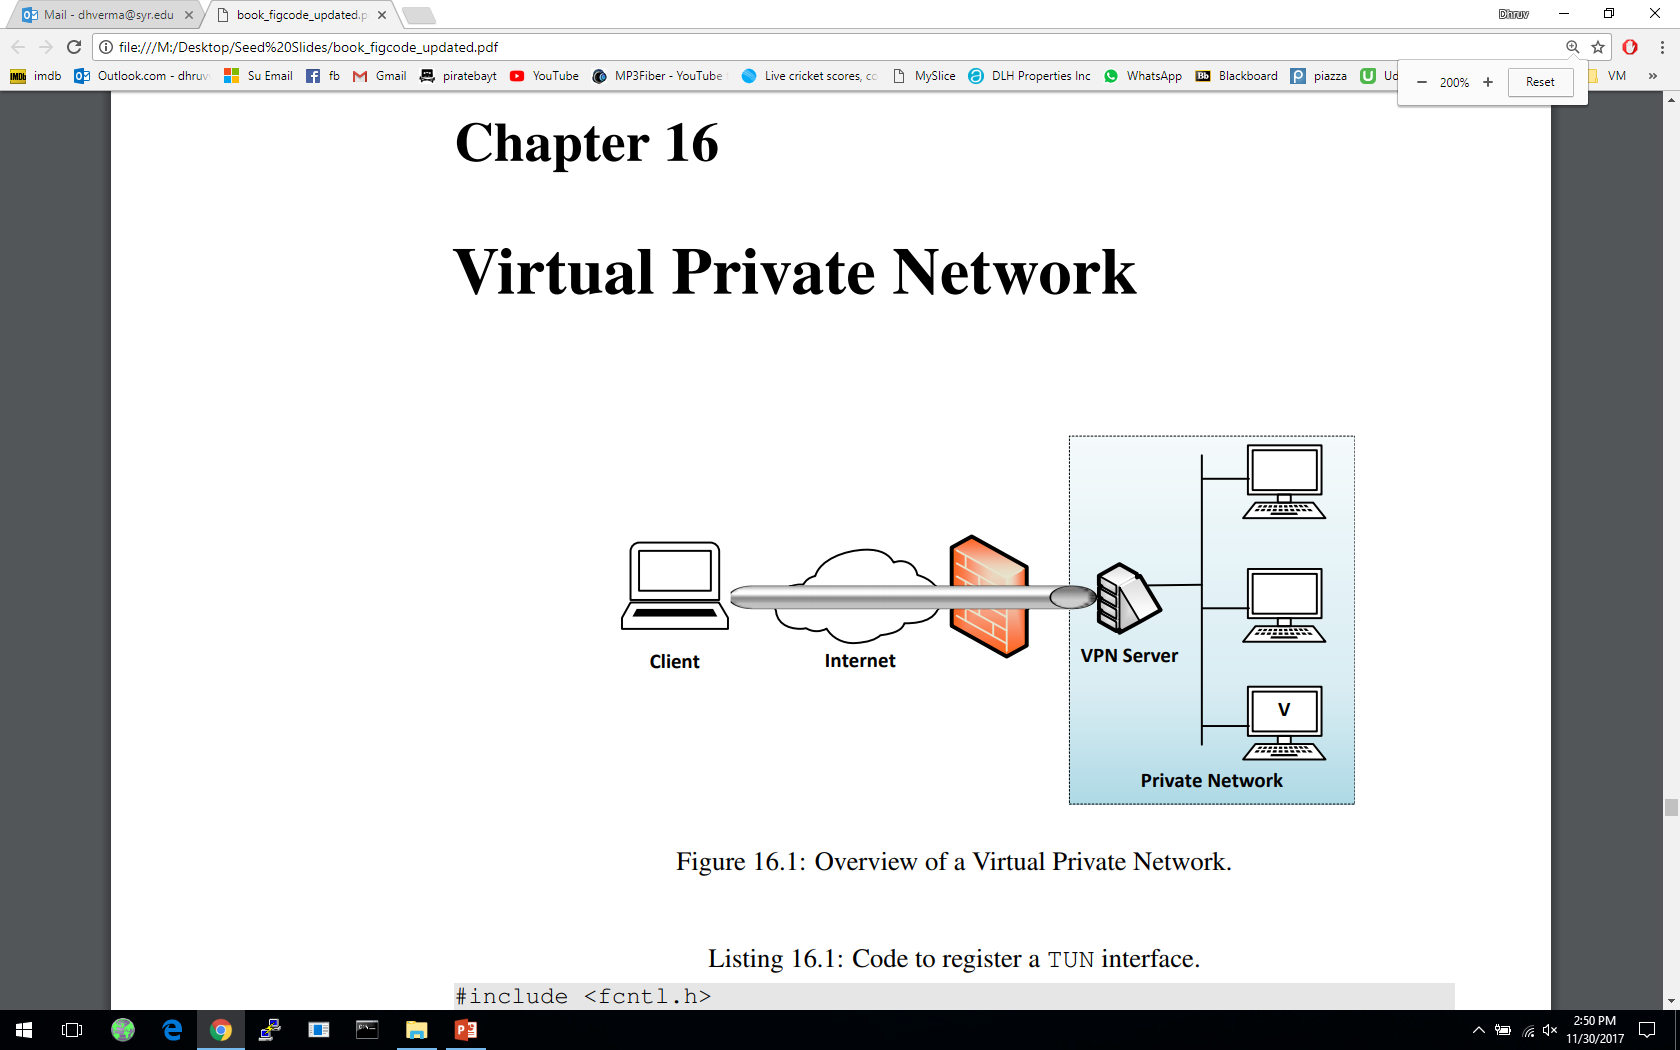 Mail - dhverma@syr.edu
book_figcode_updated.p
Dhruv
file:///M:/Desktop/Seed%20Slides/book_figcode_updated.pdf
imdb Outlook.com - dhruv Su Email fb Gmail piratebayt YouTube MP3Fiber - YouTube Live cricket scores, co MySlice DLH Properties Inc WhatsApp Bb Blackboard piazza Ud VM »
− 200% + Reset
Chapter 16
Virtual Private Network
Client
Internet
VPN Server
V
Private Network
Figure 16.1: Overview of a Virtual Private Network.
Listing 16.1: Code to register a TUN interface.
#include <fcntl.h>
2:50 PM
11/30/2017